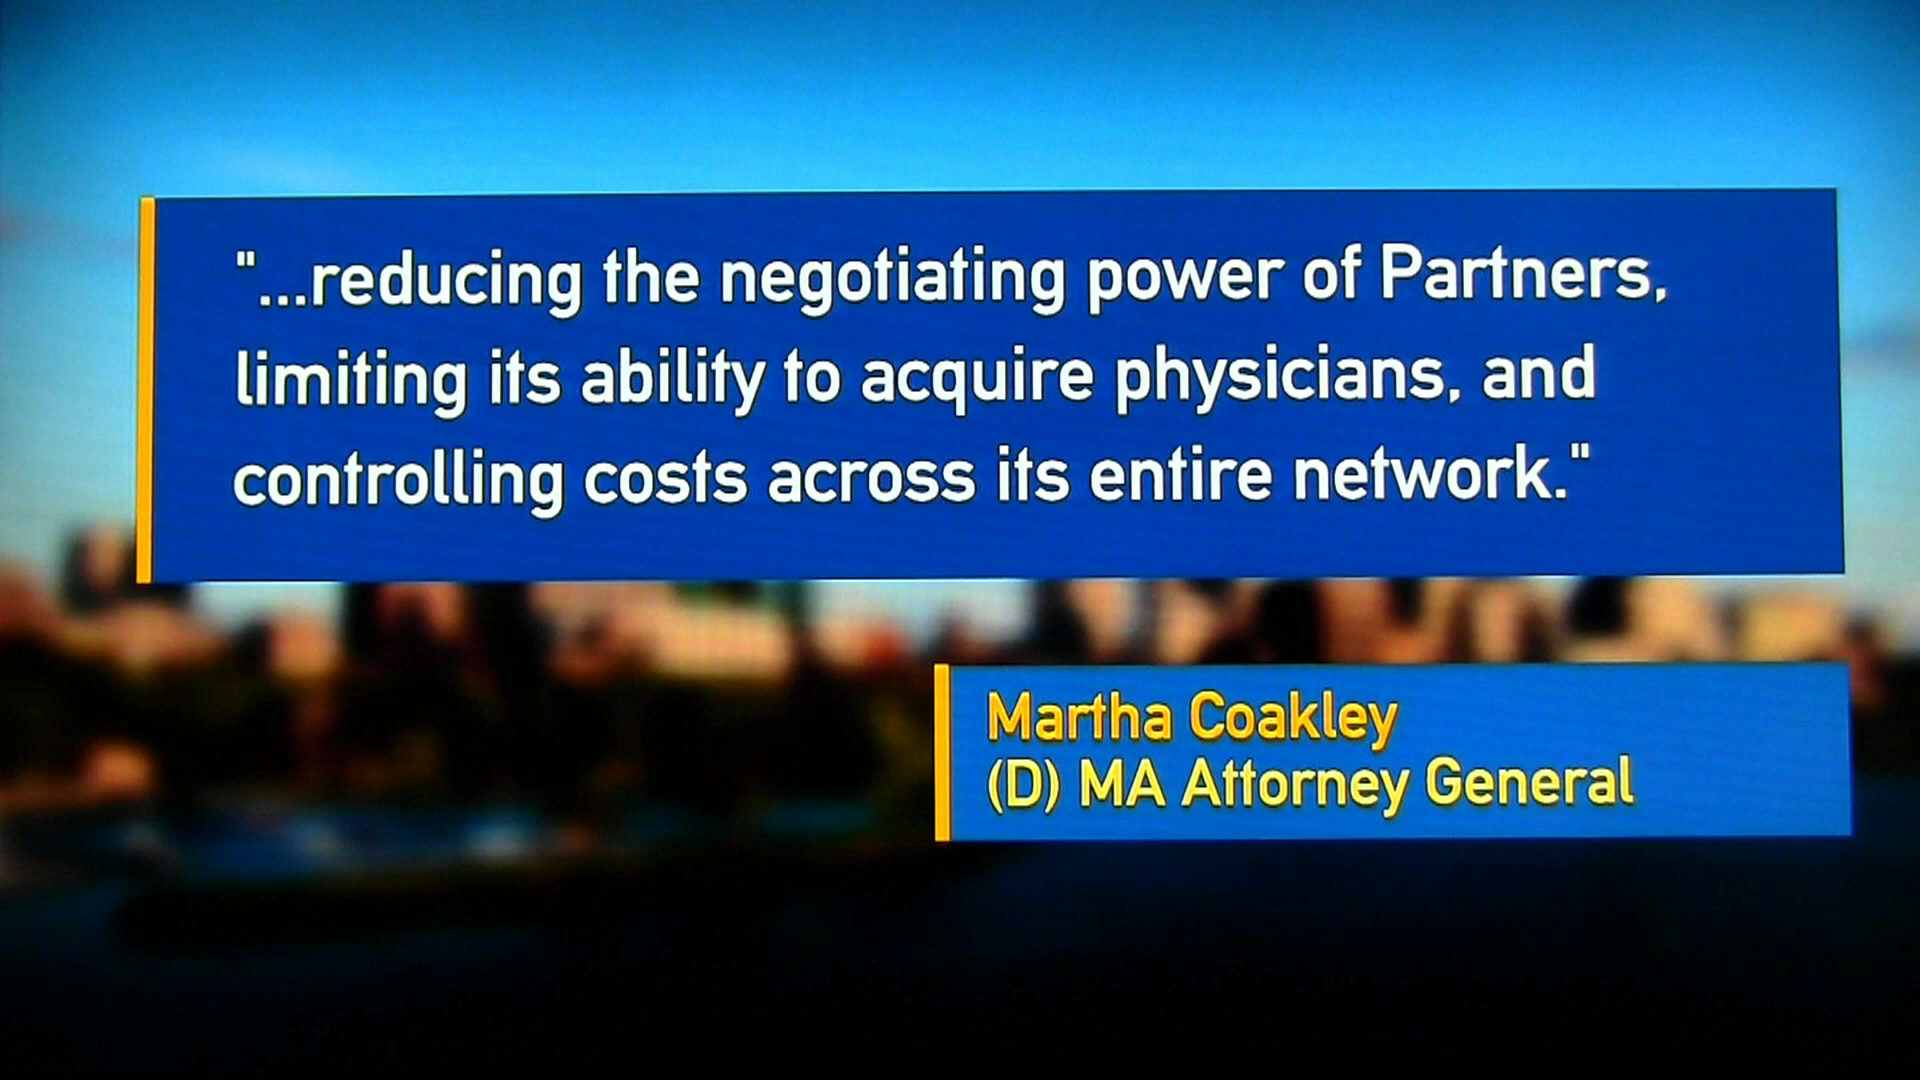 "...reducing the negotiating power of Partners,
limiting its ability to acquire physicians, and
controlling costs across its entire network."
Martha Coakley
(D) MA Attorney General